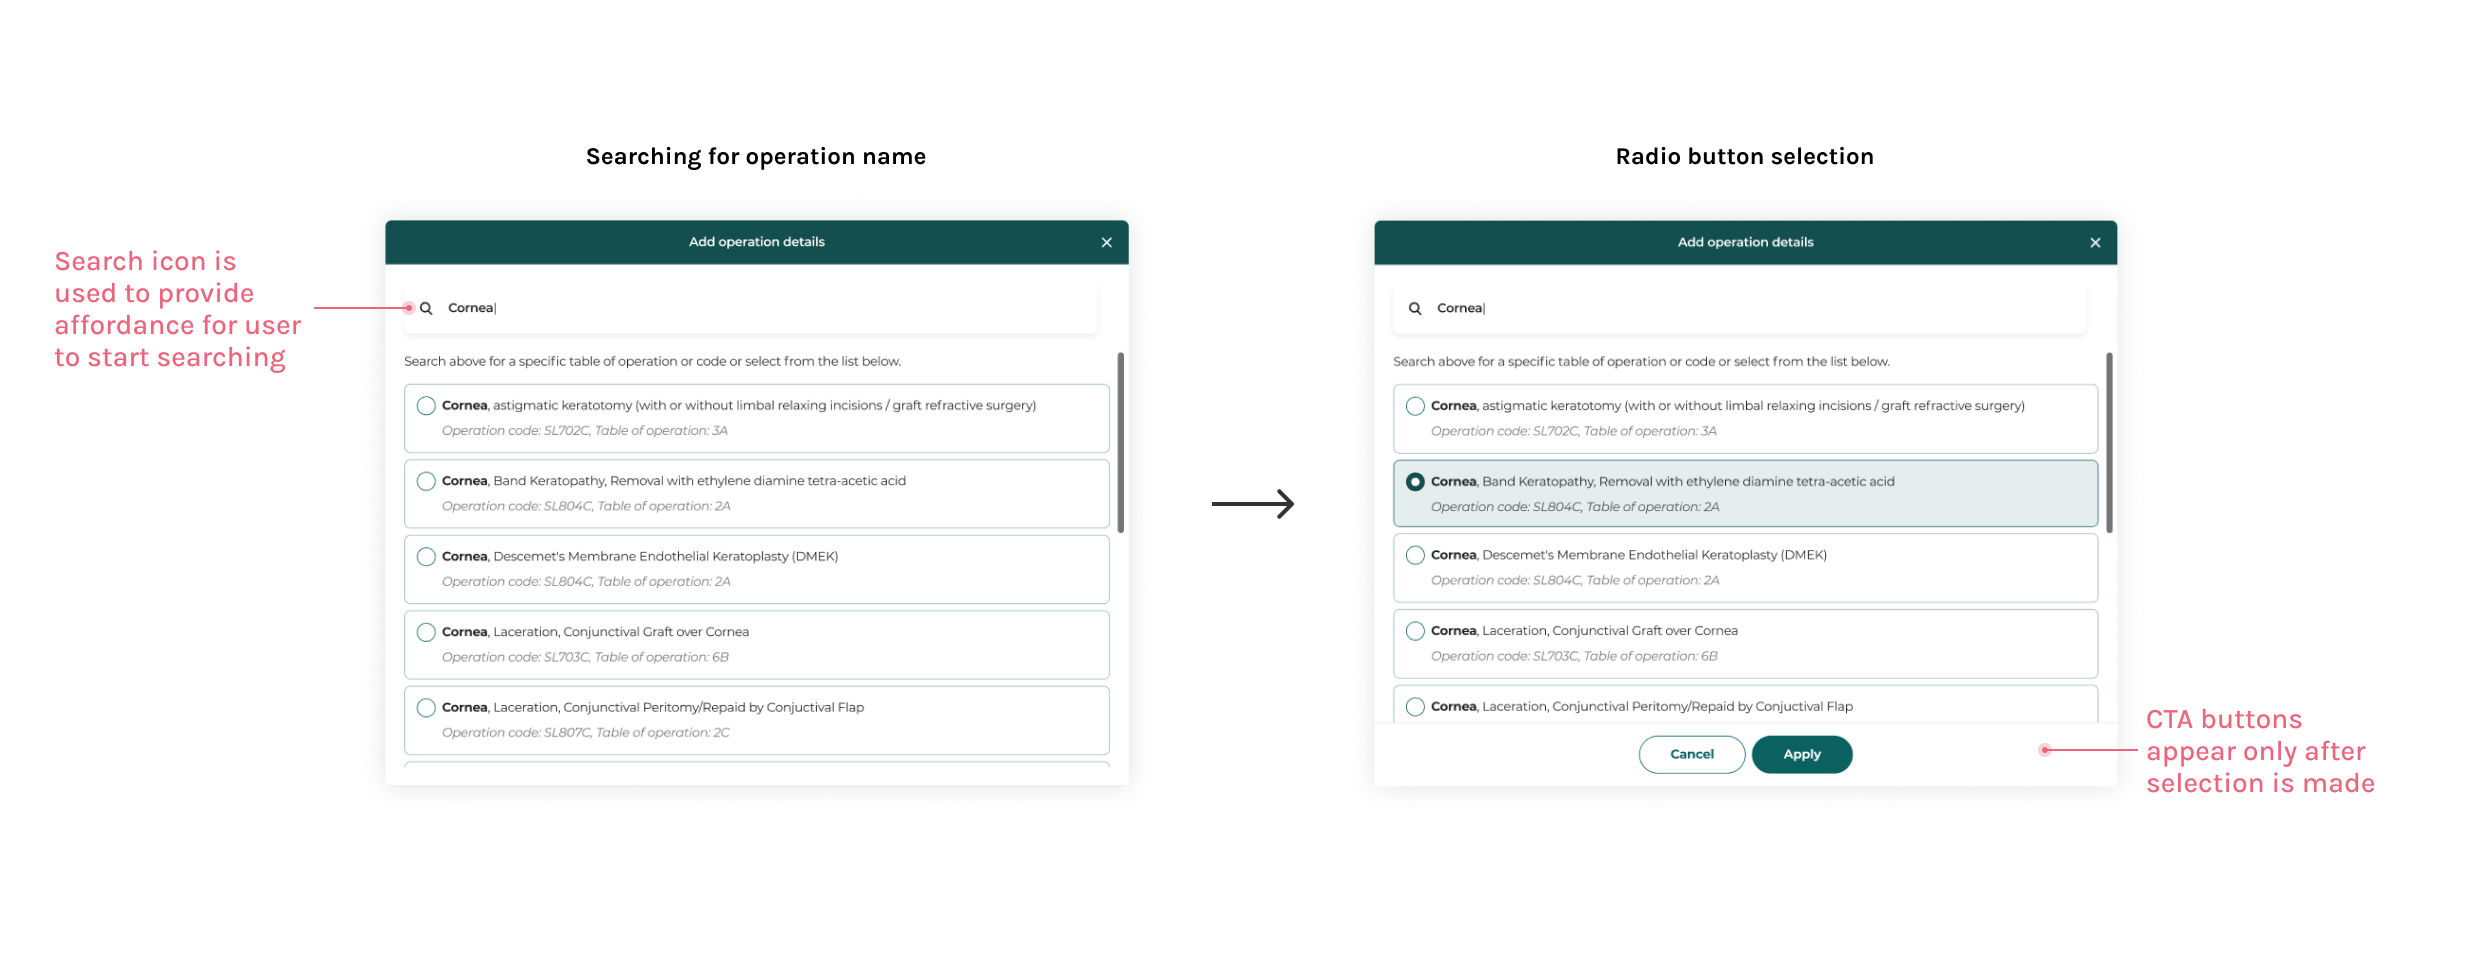 Searching for operation name
Search icon is
used to provide
affordance for user
to start searching
Add operation details
Cornea
Search above for a specific table of operation or code or select from the list below.
Cornea, astigmatic keratotomy (with or without limbal relaxing incisions / graft refractive surgery)
Operation code: SL702C, Table of operation: 3A
Cornea, Band Keratopathy, Removal with ethylene diamine tetra-acetic acid
Operation code: SL804C, Table of operation: 2A
Cornea, Descemet's Membrane Endothelial Keratoplasty (DMEK)
Operation code: SL804C, Table of operation: 2A
Cornea, Laceration, Conjunctival Graft over Cornea
Operation code: SL703C, Table of operation: 6B
Cornea, Laceration, Conjunctival Peritomy/Repaid by Conjuctival Flap
Operation code: SL807C, Table of operation: 2C
Radio button selection
Add operation details
Cornea
Search above for a specific table of operation or code or select from the list below.
Cornea, astigmatic keratotomy (with or without limbal relaxing incisions / graft refractive surgery)
Operation code: SL702C, Table of operation: 3A
Cornea, Band Keratopathy, Removal with ethylene diamine tetra-acetic acid
Operation code: SL804C, Table of operation: 2A
Cornea, Descemet's Membrane Endothelial Keratoplasty (DMEK)
Operation code: SL804C, Table of operation: 2A
Cornea, Laceration, Conjunctival Graft over Cornea
Operation code: SL703C, Table of operation: 6B
Cornea, Laceration, Conjunctival Peritomy/Repaid by Conjuctival Flap
Cancel
Apply
CTA buttons
appear only after
selection is made